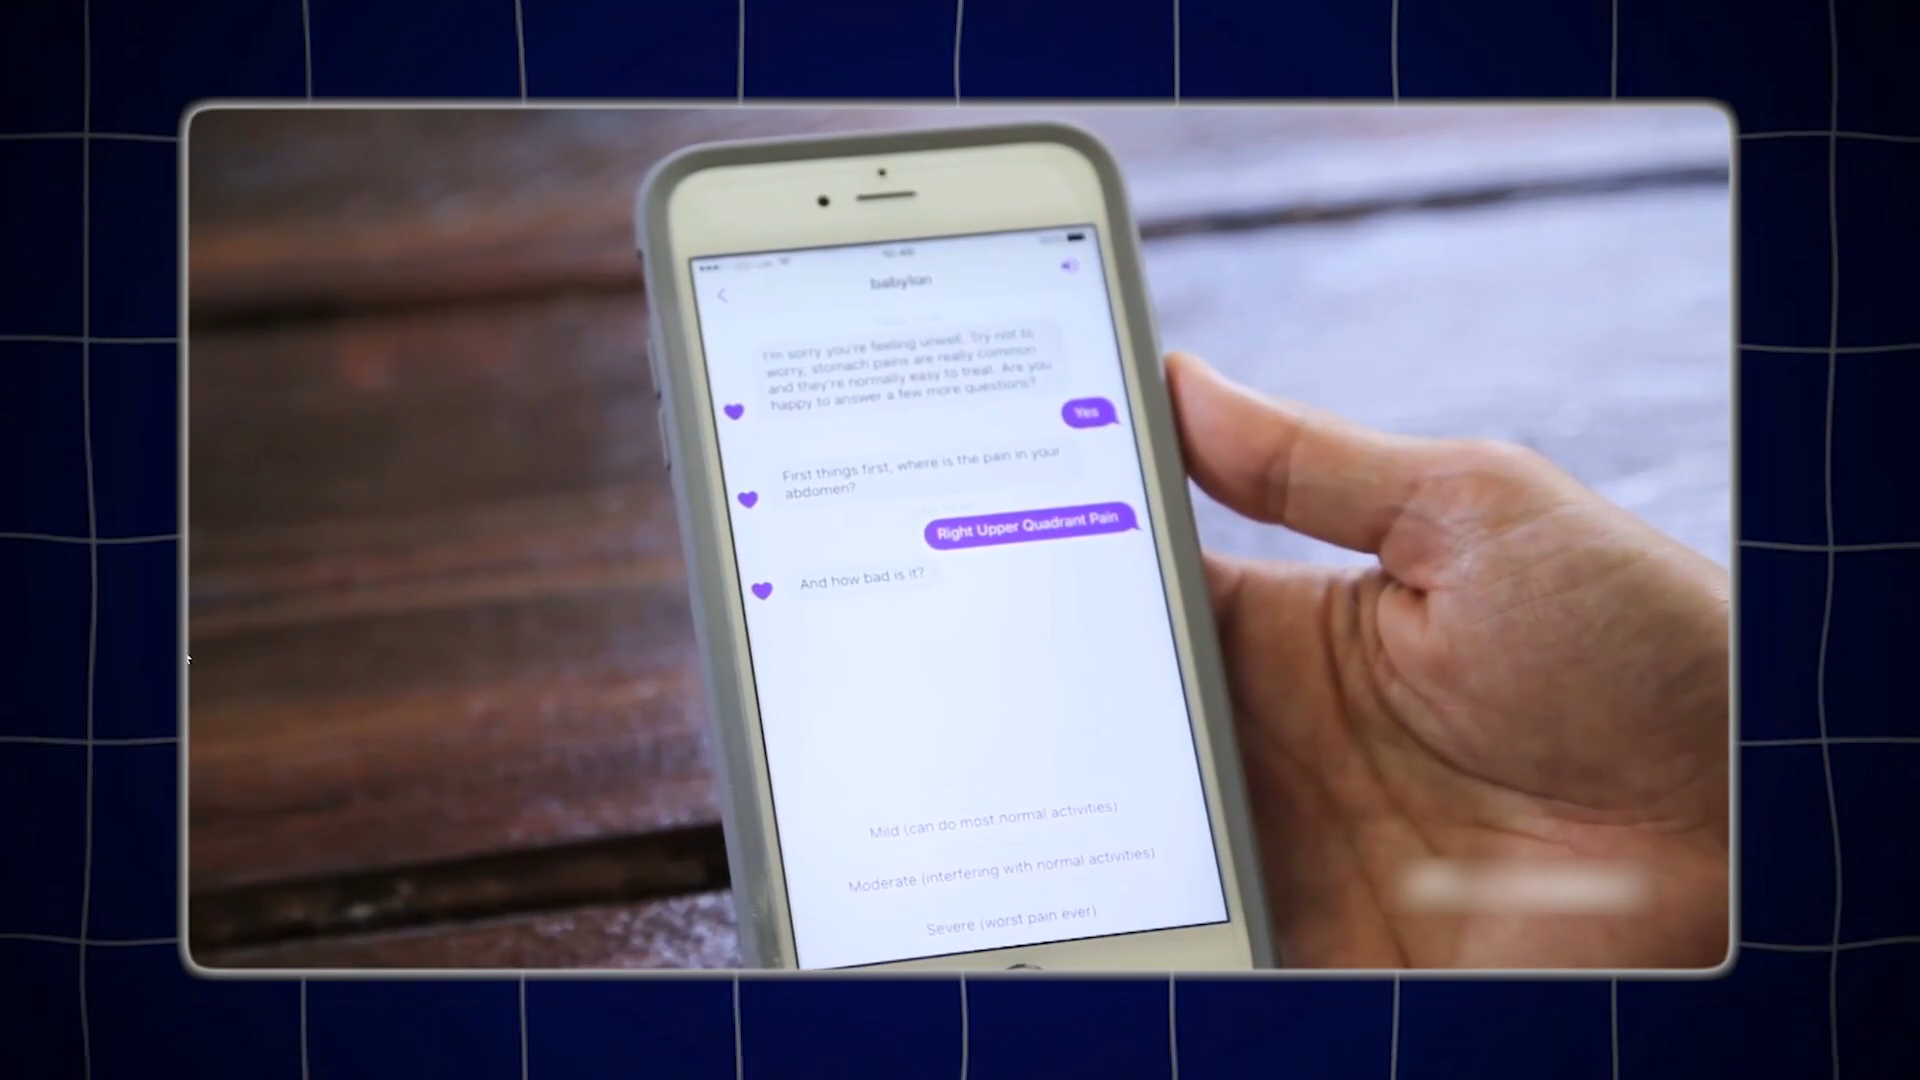 babylon
I'm sorry you're feeling unwell. Try not to
worry, stomach pains are really common
and they're normally easy to treat. Are you
happy to answer a few more questions?
Yes
First things first, where is the pain in your
abdomen?
Right Upper Quadrant Pain
And how bad is it?
Mild (can do most normal activities)
Moderate (interfering with normal activities)
Severe (worst pain ever)